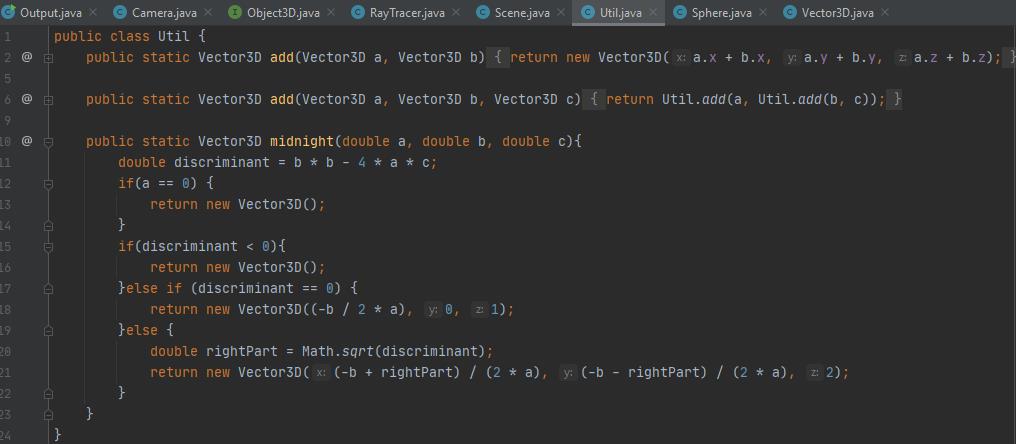 Output.java Camera.java Object3D.java RayTracer.java Scene.java Util.java Sphere.java Vector3D.java
1 public class Util {
2 @ public static Vector3D add(Vector3D a, Vector3D b) { return new Vector3D( x: a.x + b.x, y: a.y + b.y, z: a.z + b.z); }
5
6 @ public static Vector3D add(Vector3D a, Vector3D b, Vector3D c) { return Util.add(a, Util.add(b, c)); }
9
10 @ public static Vector3D midnight(double a, double b, double c){
11 double discriminant = b * b - 4 * a * c;
12 if(a == 0) {
13 return new Vector3D();
14 }
15 if(discriminant < 0){
16 return new Vector3D();
17 }else if (discriminant == 0) {
18 return new Vector3D((-b / 2 * a), y: 0, z: 1);
19 }else {
20 double rightPart = Math.sqrt(discriminant);
21 return new Vector3D( x: (-b + rightPart) / (2 * a), y: (-b - rightPart) / (2 * a), z: 2);
22 }
23 }
24 }